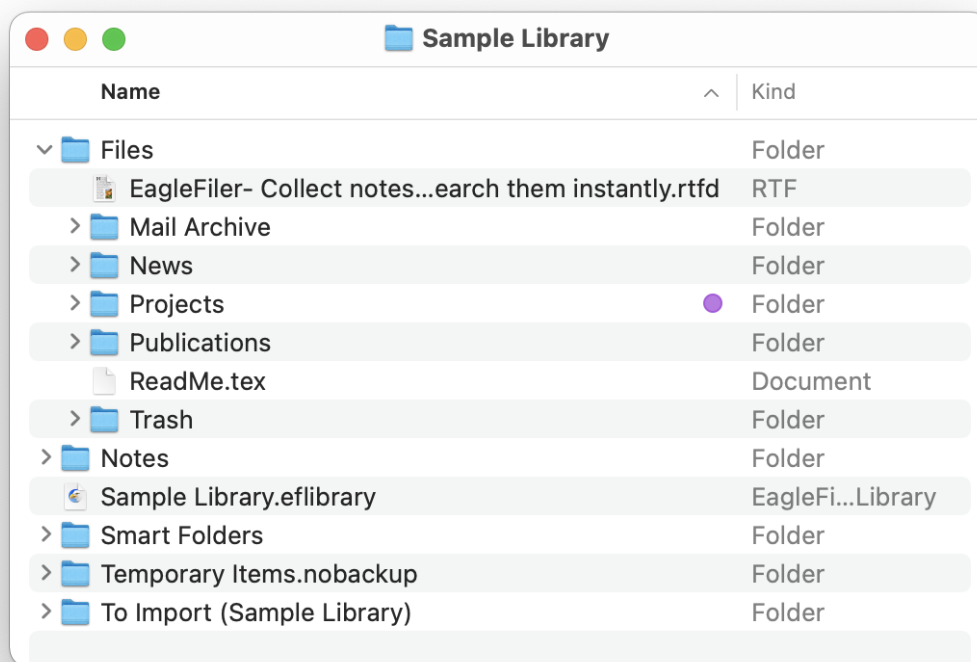 Sample Library
Name Kind
Files Folder
EagleFiler- Collect notes...earch them instantly.rtfd RTF
Mail Archive Folder
News Folder
Projects Folder
Publications Folder
ReadMe.tex Document
Trash Folder
Notes Folder
Sample Library.eflibrary EagleFi...Library
Smart Folders Folder
Temporary Items.nobackup Folder
To Import (Sample Library) Folder